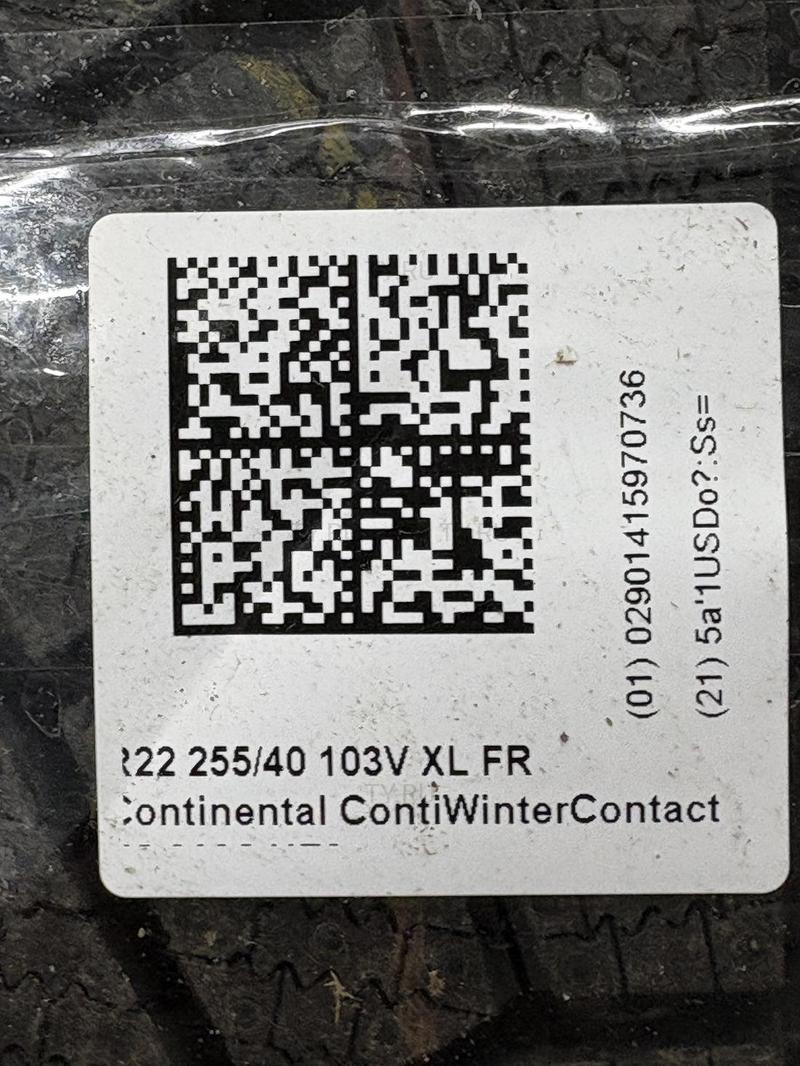 (01) 02901415970736
(21) 5a'1USDo?:Ss=
R22 255/40 103V XL FR
Continental ContiWinterContact